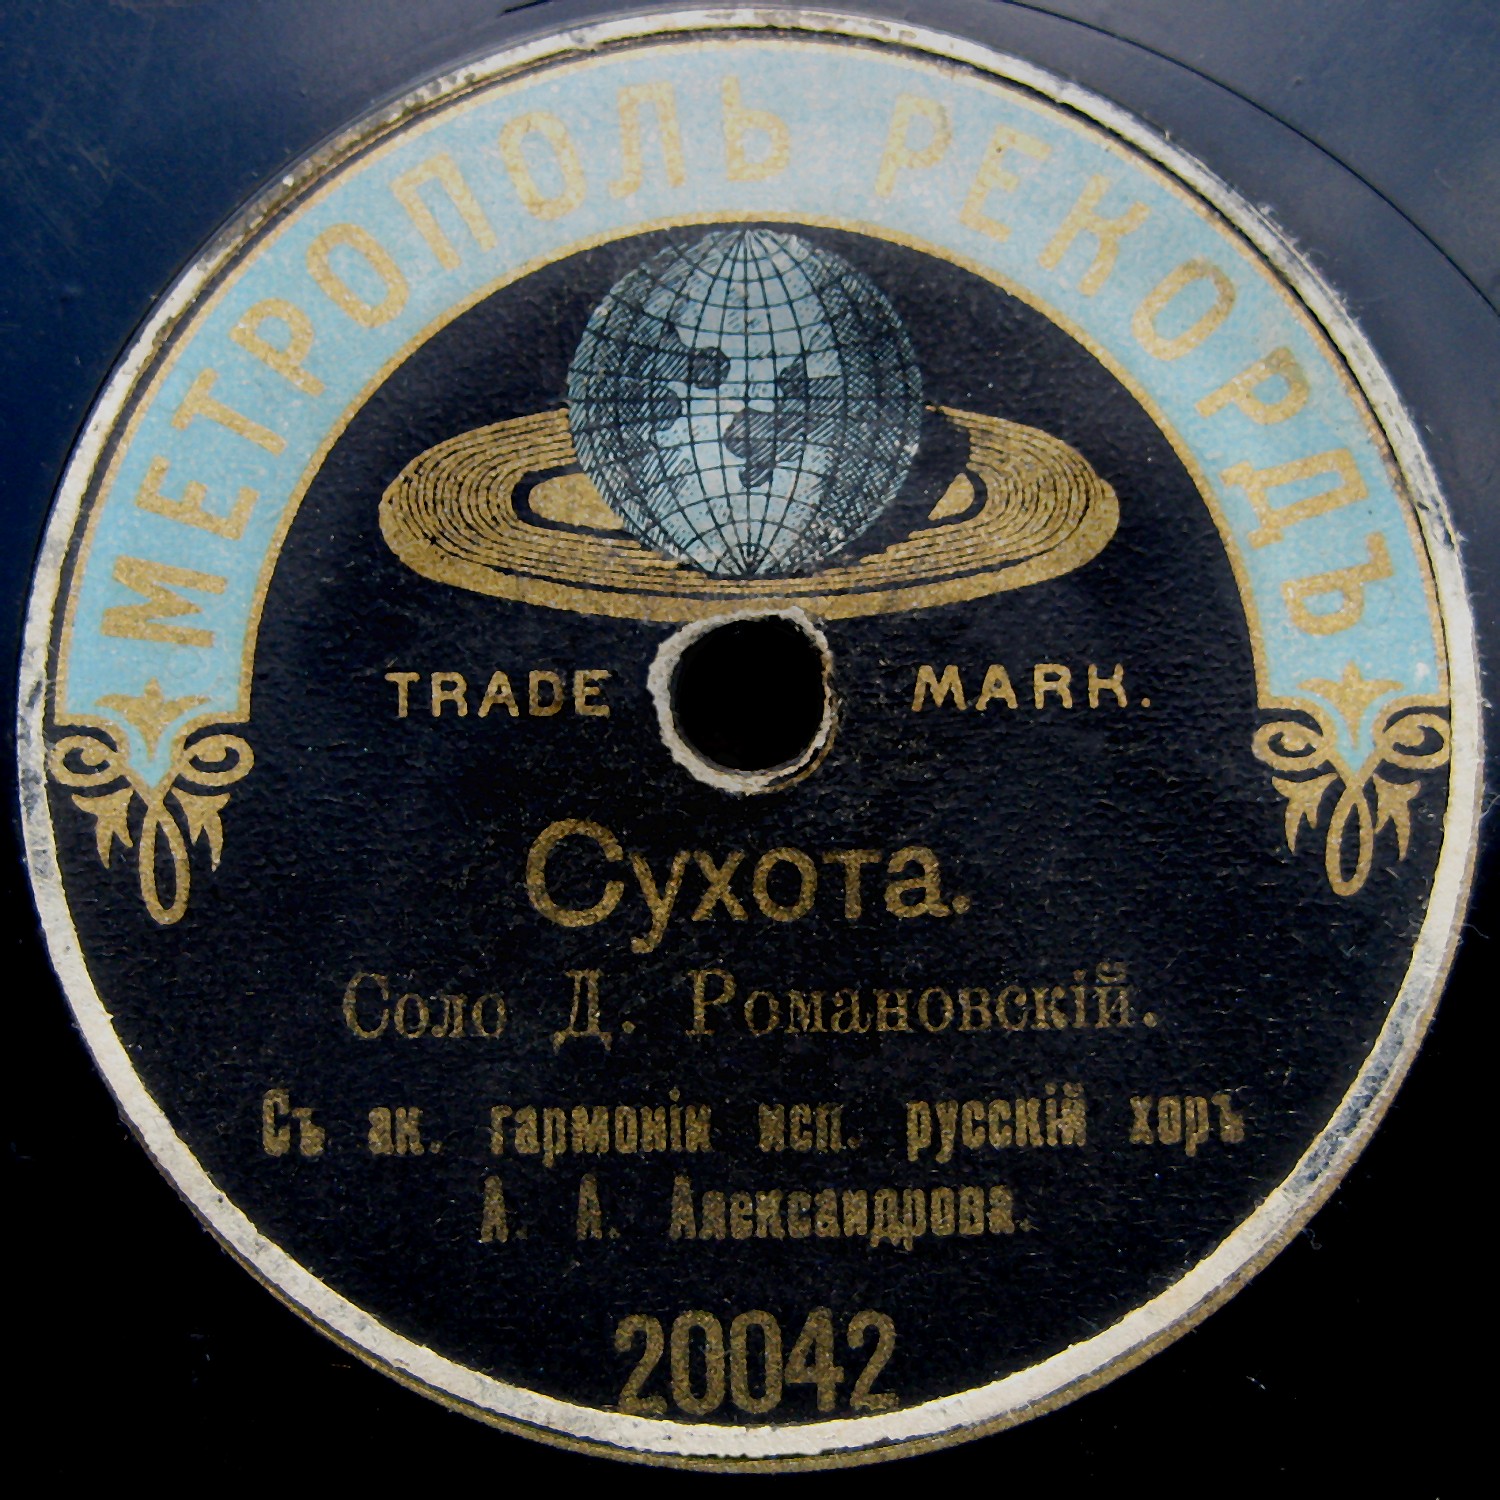 МЕТРОПОЛЬ РЕКОРДЪ
TRADE MARK.
Сухота.
Соло Д. Романовскій.
Съ ак. гармоніи исп. русскій хоръ
А. А. Александрова.
20042